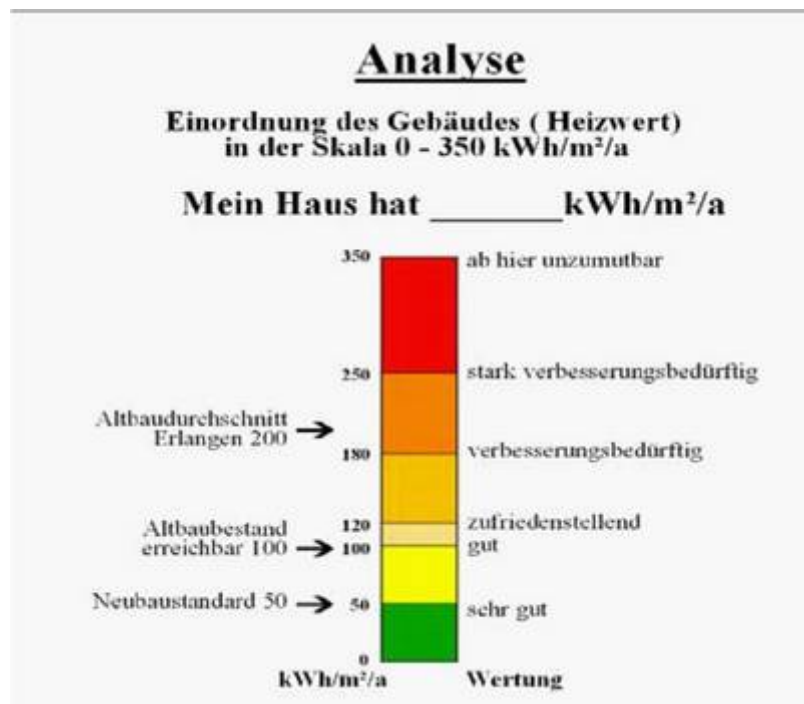 Analyse
Einordnung des Gebäudes ( Heizwert)
in der Skala 0 - 350 kWh/m²/a
Mein Haus hat _______kWh/m²/a
350
ab hier unzumutbar
250
stark verbesserungsbedürftig
Altbaudurchschnitt
Erlangen 200
180
verbesserungsbedürftig
120
zufriedenstellend
Altbaubestand
erreichbar 100
100
gut
Neubaustandard 50
50
sehr gut
0
kWh/m²/a
Wertung